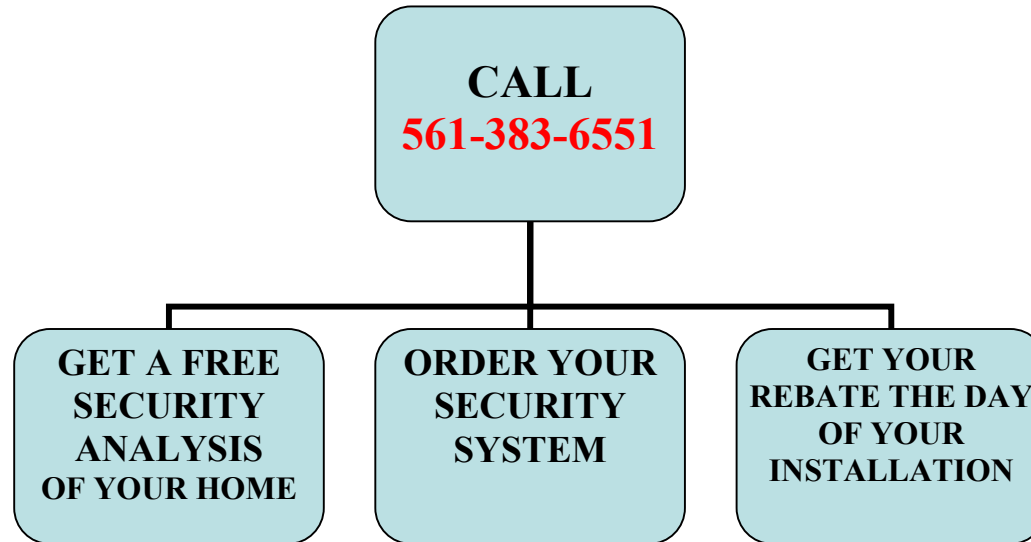 CALL
561-383-6551
GET A FREE
SECURITY
ANALYSIS
OF YOUR HOME
ORDER YOUR
SECURITY
SYSTEM
GET YOUR
REBATE THE DAY
OF YOUR
INSTALLATION